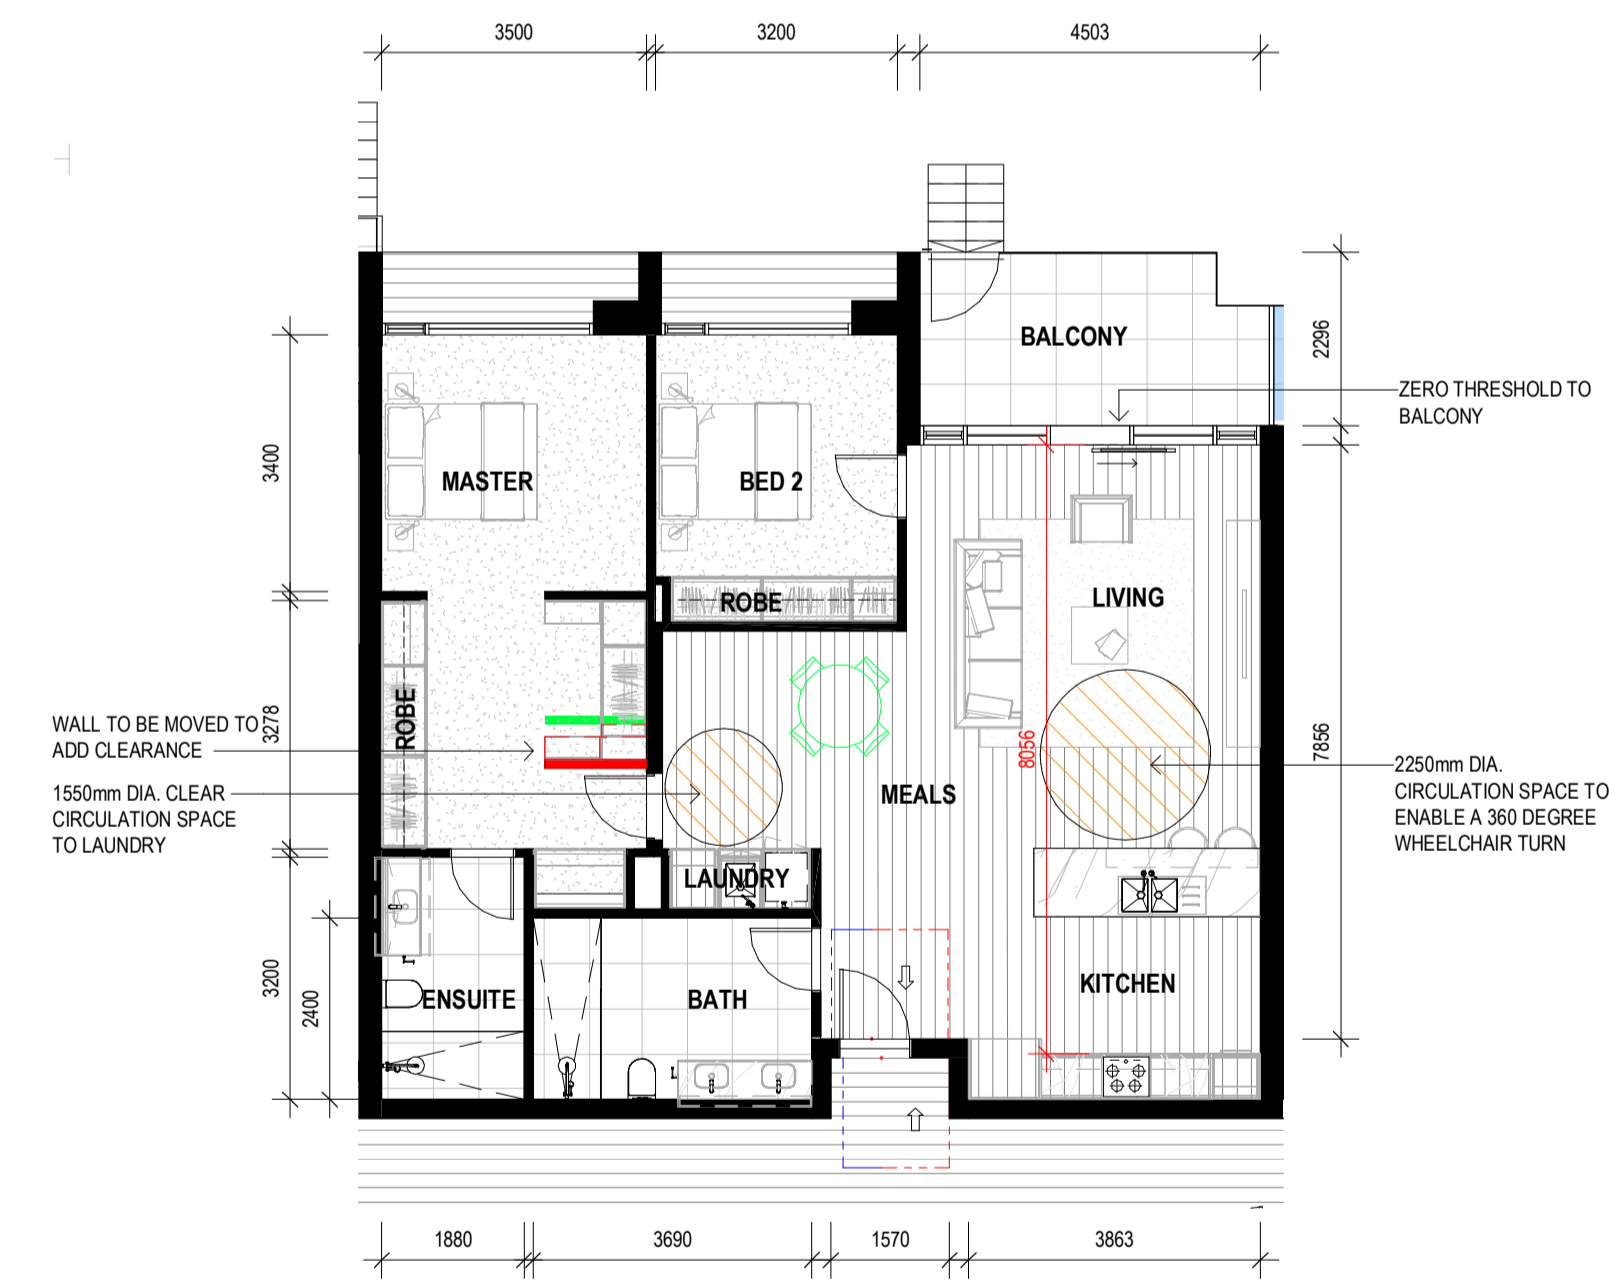 3500
3200
4503
BALCONY
2296
ZERO THRESHOLD TO
BALCONY
3400
MASTER
BED 2
ROBE
LIVING
ROBE
WALL TO BE MOVED TO
ADD CLEARANCE
3278
8056
7856
MEALS
1550mm DIA. CLEAR
CIRCULATION SPACE
TO LAUNDRY
2250mm DIA.
CIRCULATION SPACE TO
ENABLE A 360 DEGREE
WHEELCHAIR TURN
LAUNDRY
3200
2400
ENSUITE
BATH
KITCHEN
1880
3690
1570
3863